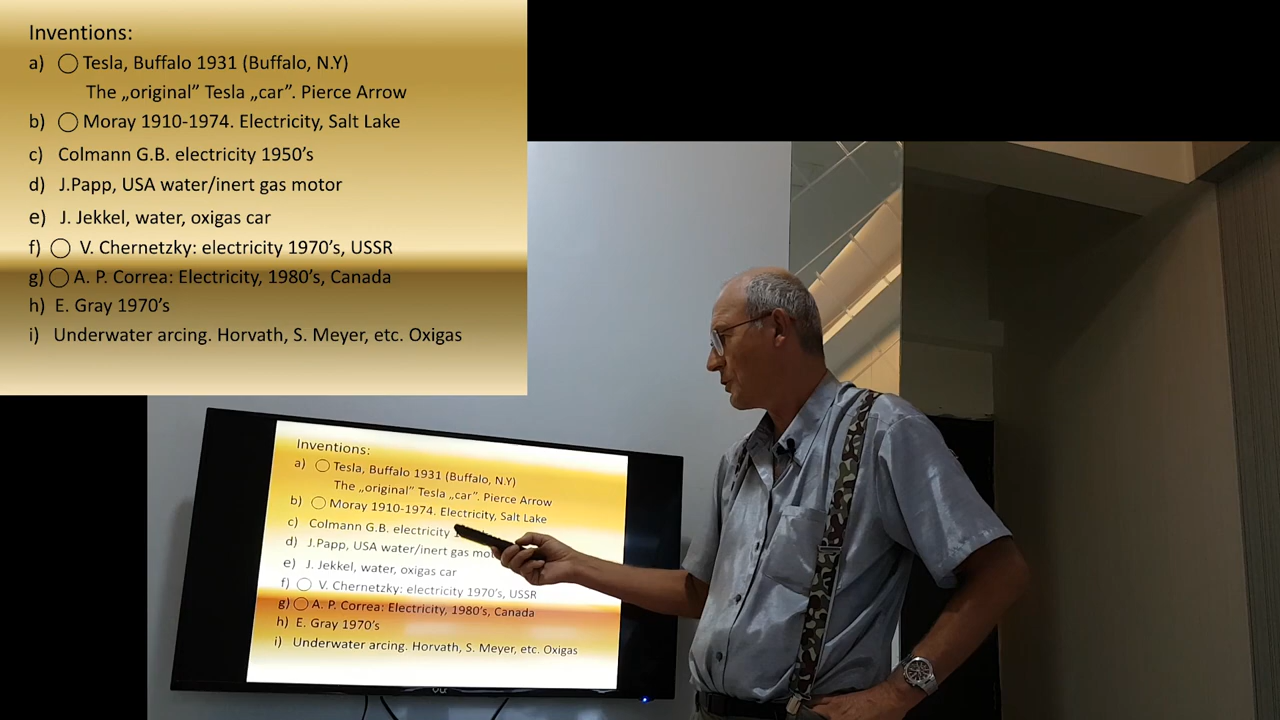 Inventions:
a) Tesla, Buffalo 1931 (Buffalo, N.Y)
The „original” Tesla „car”. Pierce Arrow
b) Moray 1910-1974. Electricity, Salt Lake
c) Colmann G.B. electricity 1950’s
d) J.Papp, USA water/inert gas motor
e) J. Jekkel, water, oxigas car
f) V. Chernetzky: electricity 1970’s, USSR
g) A. P. Correa: Electricity, 1980’s, Canada
h) E. Gray 1970’s
i) Underwater arcing. Horvath, S. Meyer, etc. Oxigas
Inventions:
a) Tesla, Buffalo 1931 (Buffalo, N.Y)
The „original” Tesla „car”. Pierce Arrow
b) Moray 1910-1974. Electricity, Salt Lake
c) Colmann G.B. electricity
d) J.Papp, USA water/inert gas
e) J. Jekkel, water, oxigas car
f) V. Chernetzky: electricity 1970’s, USSR
g) A. P. Correa: Electricity, 1980’s, Canada
h) E. Gray 1970’s
i) Underwater arcing. Horvath, S. Meyer, etc. Oxigas